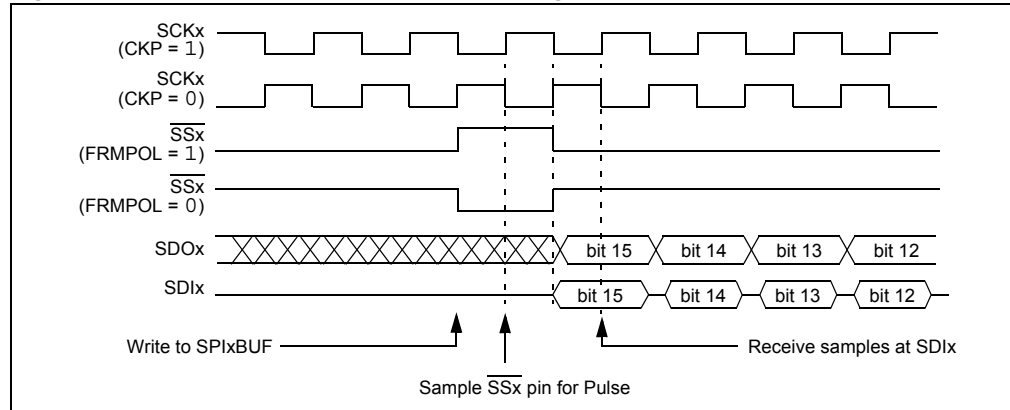 SCKx
(CKP = 1)
SCKx
(CKP = 0)
SSx
(FRMPOL = 1)
SSx
(FRMPOL = 0)
SDOx
bit 15 bit 14 bit 13 bit 12
SDIx
bit 15 bit 14 bit 13 bit 12
Write to SPIxBUF
Receive samples at SDIx
Sample SSx pin for Pulse